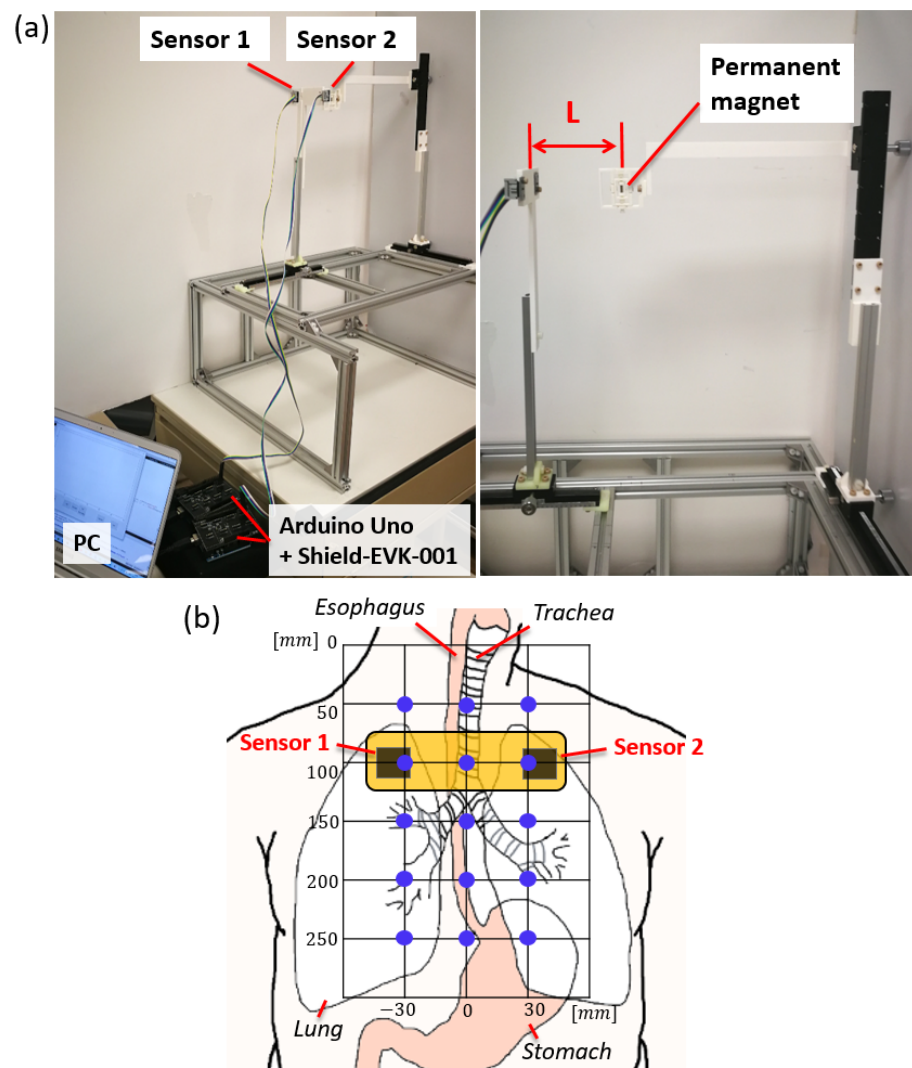 (a)
Sensor 1
Sensor 2
PC
Arduino Uno
+ Shield-EVK-001
L
Permanent
magnet
(b)
Esophagus
Trachea
[mm]
0
50
Sensor 1
Sensor 2
100
150
200
250
−30
0
30
[mm]
Lung
Stomach